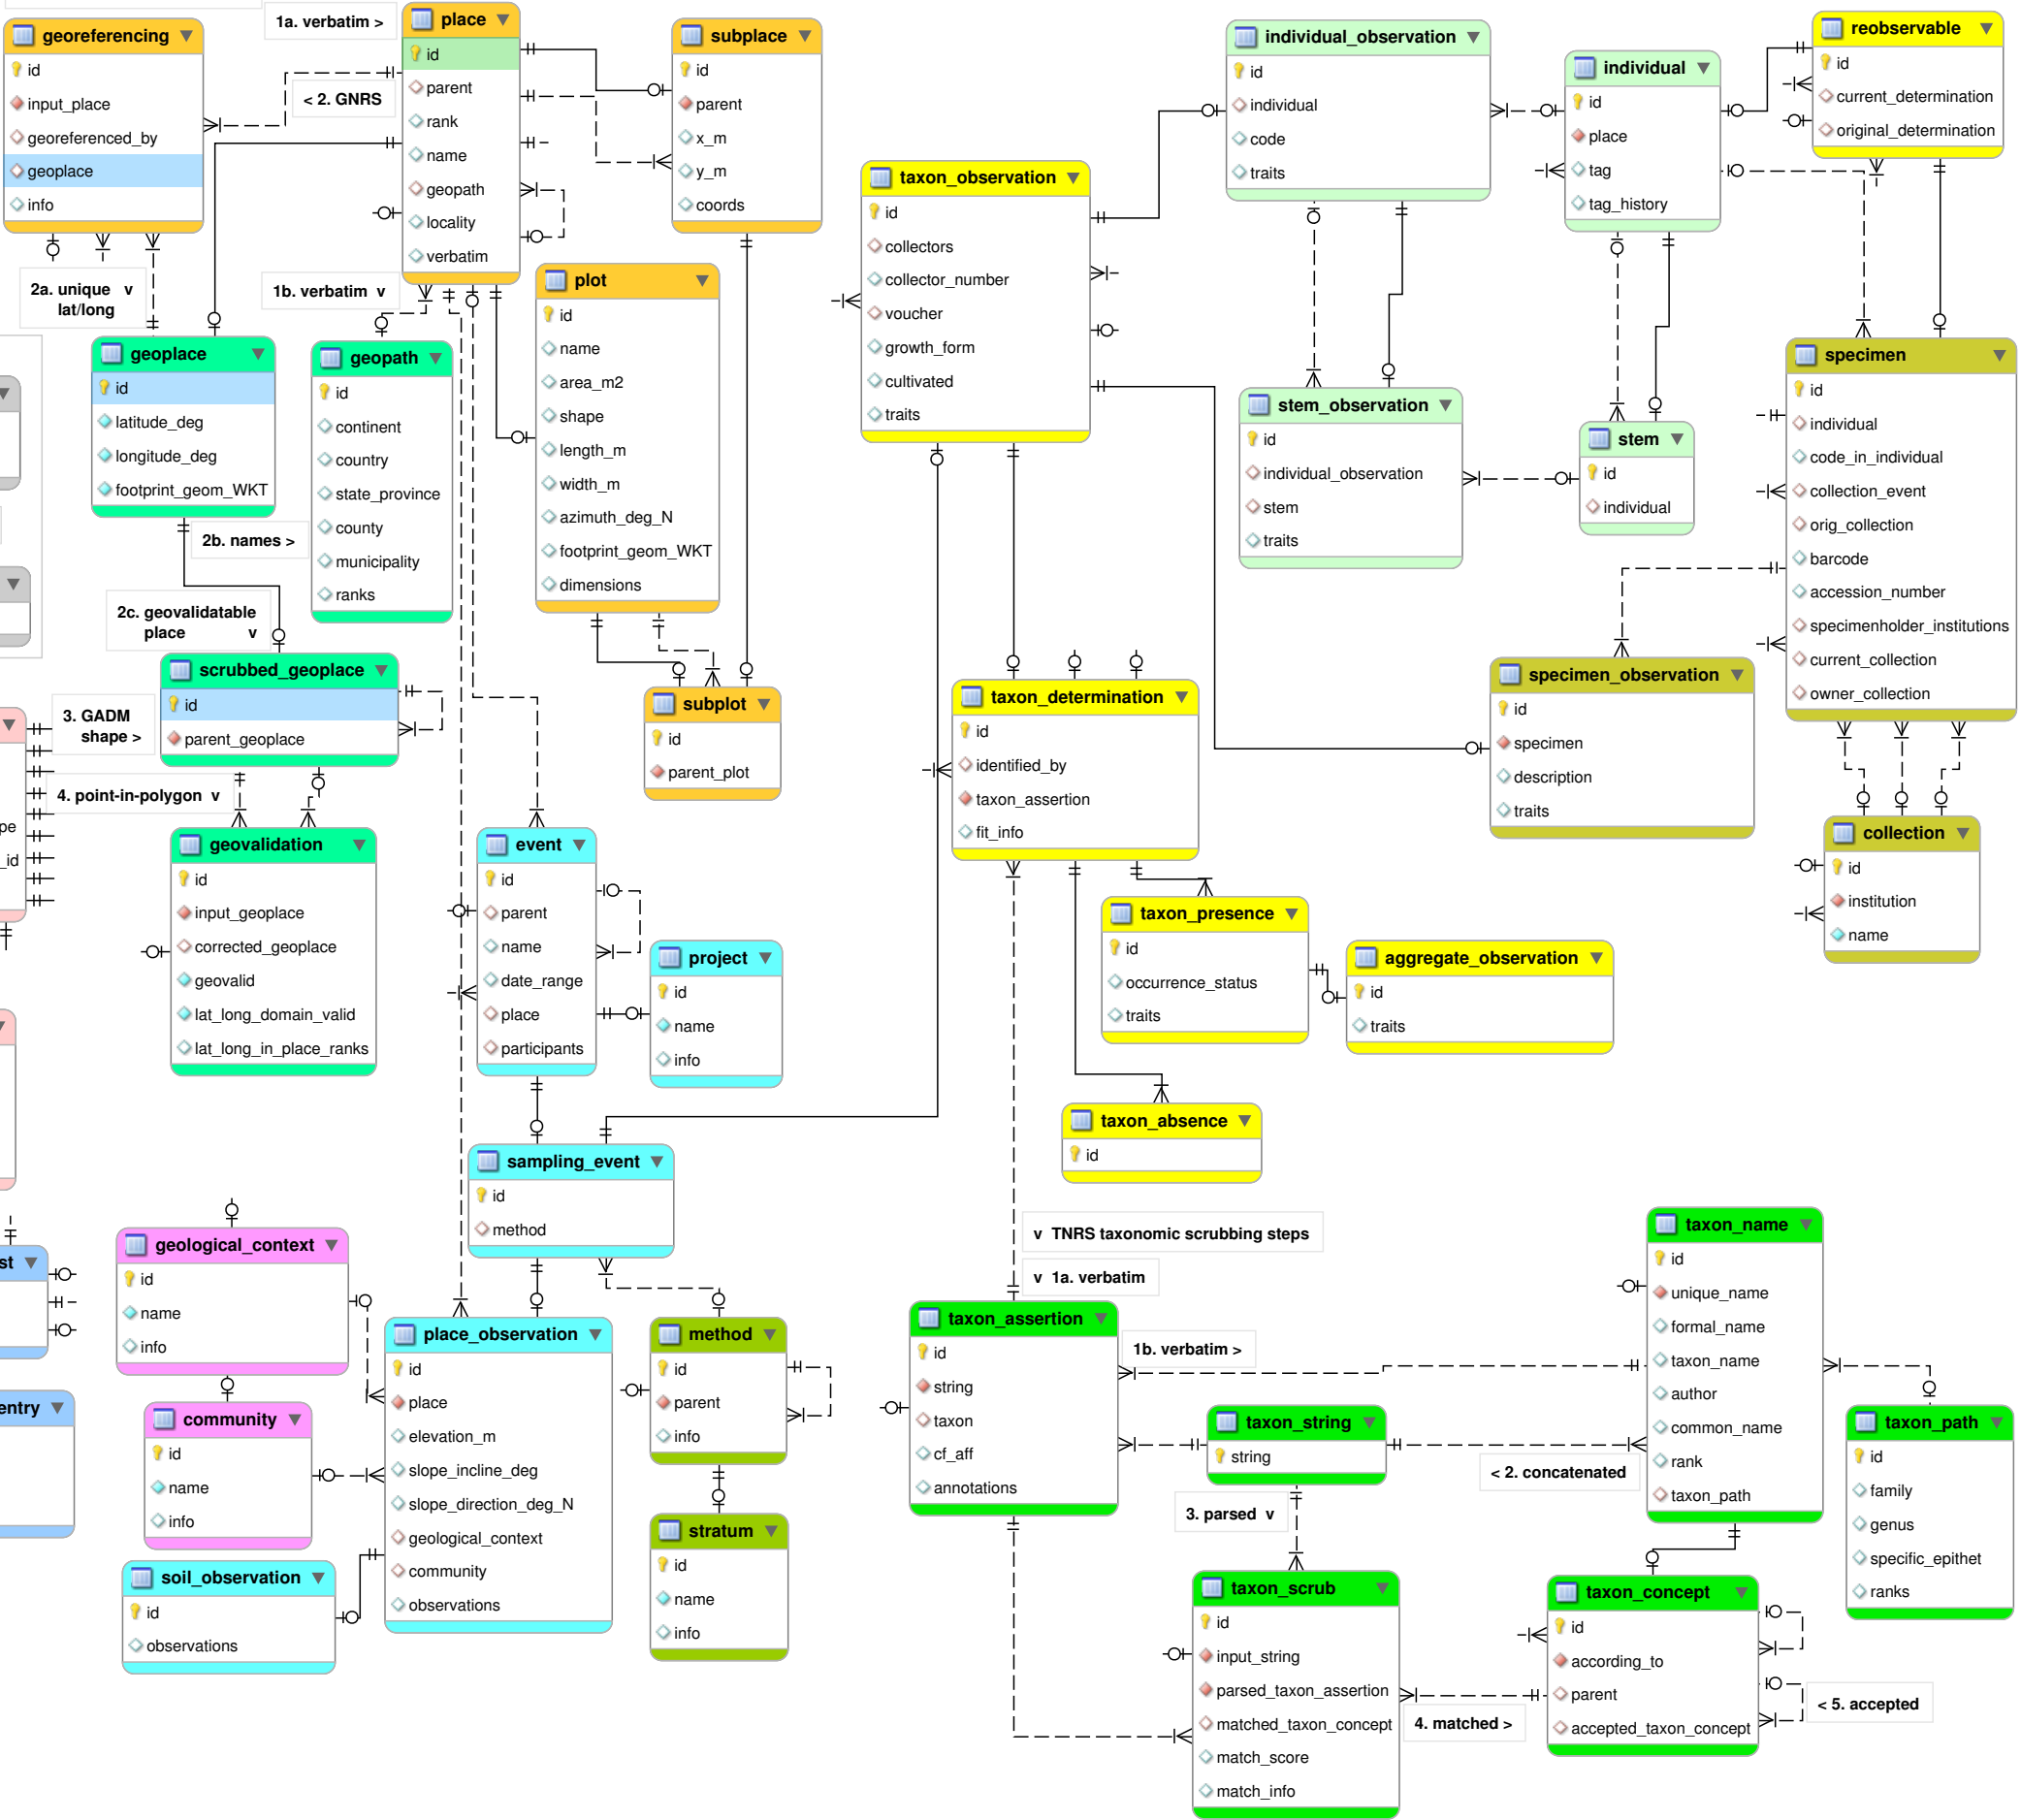 1a. verbatim >
georeferencing
id
input_place
georeferenced_by
geoplace
info
place
id
parent
rank
name
geopath
locality
verbatim
< 2. GNRS
subplace
id
parent
x_m
y_m
coords
2a. unique v
lat/long
1b. verbatim v
geoplace
id
latitude_deg
longitude_deg
footprint_geom_WKT
geopath
id
continent
country
state_province
county
municipality
ranks
plot
id
name
area_m2
shape
length_m
width_m
azimuth_deg_N
footprint_geom_WKT
dimensions
2b. names >
2c. geovalidatable
place v
scrubbed_geoplace
id
parent_geoplace
3. GADM
shape >
4. point-in-polygon v
pe
_id
subplot
id
parent_plot
geovalidation
id
input_geoplace
corrected_geoplace
geovalid
lat_long_domain_valid
lat_long_in_place_ranks
event
id
parent
name
date_range
place
participants
project
id
name
info
sampling_event
id
method
geological_context
id
name
info
st
entry
community
id
name
info
soil_observation
id
observations
place_observation
id
place
elevation_m
slope_incline_deg
slope_direction_deg_N
geological_context
community
observations
method
id
parent
info
stratum
id
name
info
taxon_observation
id
collectors
collector_number
voucher
growth_form
cultivated
traits
individual_observation
id
individual
code
traits
individual
id
place
tag
tag_history
reobservable
id
current_determination
original_determination
stem_observation
id
individual_observation
stem
traits
stem
id
individual
specimen
id
individual
code_in_individual
collection_event
orig_collection
barcode
accession_number
specimenholder_institutions
current_collection
owner_collection
specimen_observation
id
specimen
description
traits
collection
id
institution
name
taxon_determination
id
identified_by
taxon_assertion
fit_info
taxon_presence
id
occurrence_status
traits
aggregate_observation
id
traits
taxon_absence
id
v TNRS taxonomic scrubbing steps
v 1a. verbatim
taxon_assertion
id
string
taxon
cf_aff
annotations
1b. verbatim >
taxon_string
string
< 2. concatenated
3. parsed v
taxon_name
id
unique_name
formal_name
taxon_name
author
common_name
rank
taxon_path
taxon_path
id
family
genus
specific_epithet
ranks
taxon_scrub
id
input_string
parsed_taxon_assertion
matched_taxon_concept
match_score
match_info
4. matched >
taxon_concept
id
according_to
parent
accepted_taxon_concept
< 5. accepted